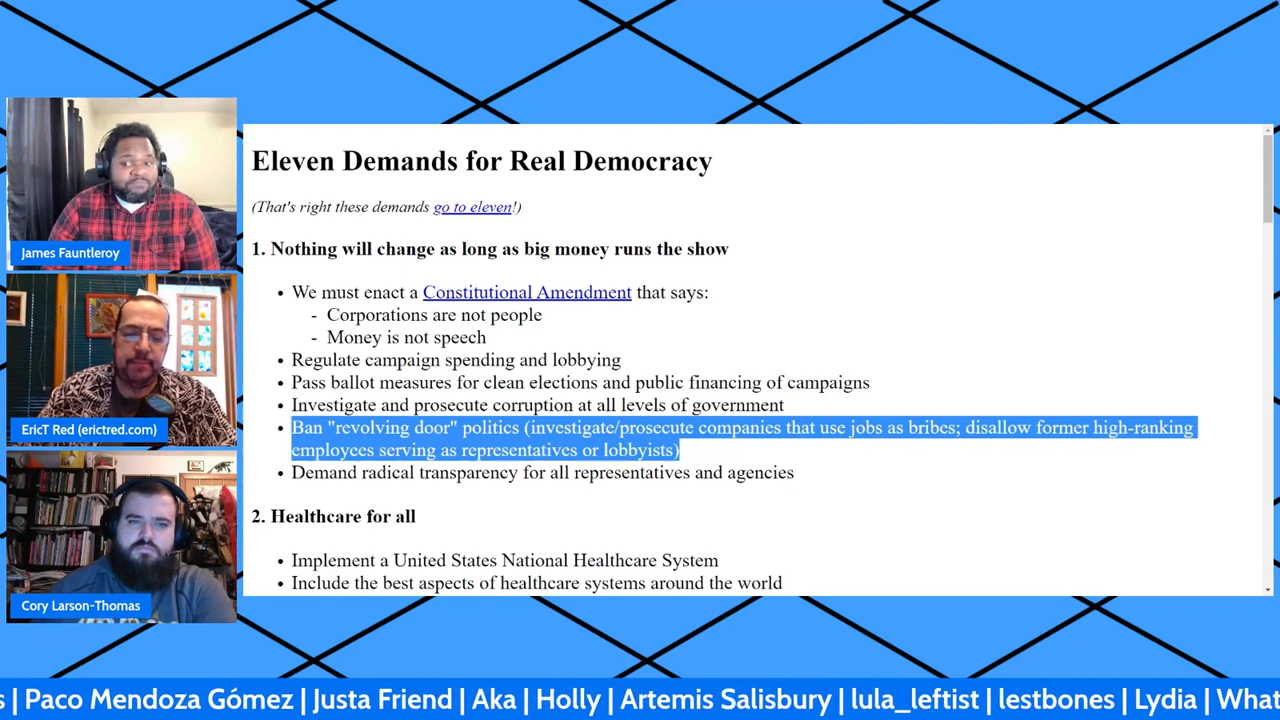 Eleven Demands for Real Democracy
(That's right these demands go to eleven!)
1. Nothing will change as long as big money runs the show
• We must enact a Constitutional Amendment that says:
- Corporations are not people
- Money is not speech
• Regulate campaign spending and lobbying
• Pass ballot measures for clean elections and public financing of campaigns
• Investigate and prosecute corruption at all levels of government
• Ban "revolving door" politics (investigate/prosecute companies that use jobs as bribes; disallow former high-ranking
employees serving as representatives or lobbyists)
• Demand radical transparency for all representatives and agencies
2. Healthcare for all
• Implement a United States National Healthcare System
• Include the best aspects of healthcare systems around the world
James Fauntleroy
EricT Red (erictred.com)
Cory Larson-Thomas
s | Paco Mendoza Gómez | Justa Friend | Aka | Holly | Artemis Salisbury | lula_leftist | lestbones | Lydia | What